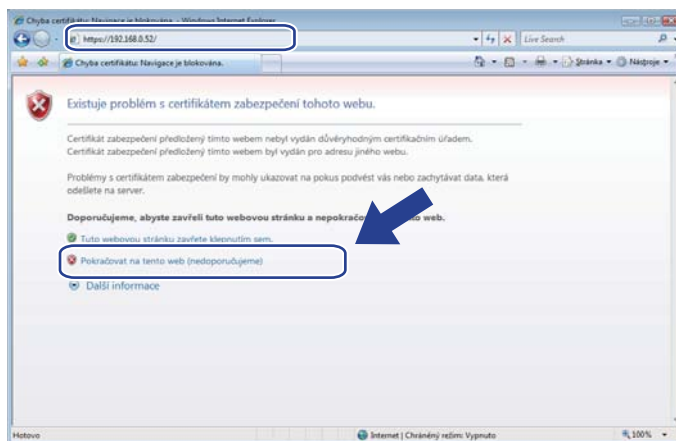 Chyba certifikátu: Navigace je blokována. - Windows Internet Explorer
https://192.168.0.52/
Live Search
Chyba certifikátu: Navigace je blokována.
Stránka
Nástroje
Existuje problém s certifikátem zabezpečení tohoto webu.
Certifikát zabezpečení předložený tímto webem nebyl vydán důvěryhodným certifikačním úřadem.
Certifikát zabezpečení předložený tímto webem byl vydán pro adresu jiného webu.
Problémy s certifikátem zabezpečení by mohly ukazovat na pokus podvést vás nebo zachytávat data, která
odešlete na server.
Doporučujeme, abyste zavřeli tuto webovou stránku a nepokračo to web.
Tuto webovou stránku zavřete klepnutím sem.
Pokračovat na tento web (nedoporučujeme)
Další informace
Hotovo
Internet | Chráněný režim: Vypnuto
100%